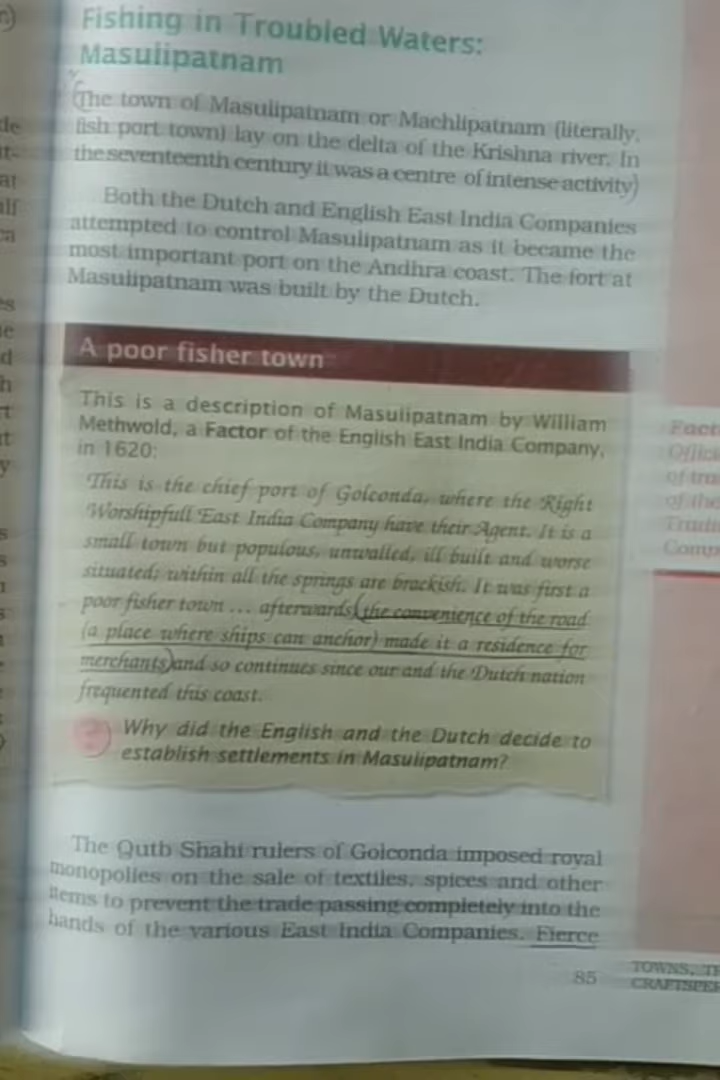 Fishing in Troubled Waters:
Masulipatnam
The town of Masulipatnam or Machlipatnam (literally,
fish port town) lay on the delta of the Krishna river. In
the seventeenth century it was a centre of intense activity
Both the Dutch and English East India Companies
attempted to control Masulipatnam as it became the
most important port on the Andhra coast. The fort at
Masulipatnam was built by the Dutch.
A poor fisher town
This is a description of Masulipatnam by William
Methwold, a Factor of the English East India Company,
in 1620:
This is the chief port of Golconda, where the Right
Worshipfull East India Company have their Agent. It is a
small town but populous, unwalled, ill built and worse
situated; within all the springs are brackish. It was first a
poor fisher town ... afterwards, the convenience of the road
(a place where ships can anchor) made it a residence for
merchants and so continues since our and the Dutch nation
frequented this coast.
? Why did the English and the Dutch decide to
establish settlements in Masulipatnam?
The Qutb Shahi rulers of Golconda imposed royal
monopolies on the sale of textiles, spices and other
items to prevent the trade passing completely into the
hands of the various East India Companies. Fierce
85
TOWNS,